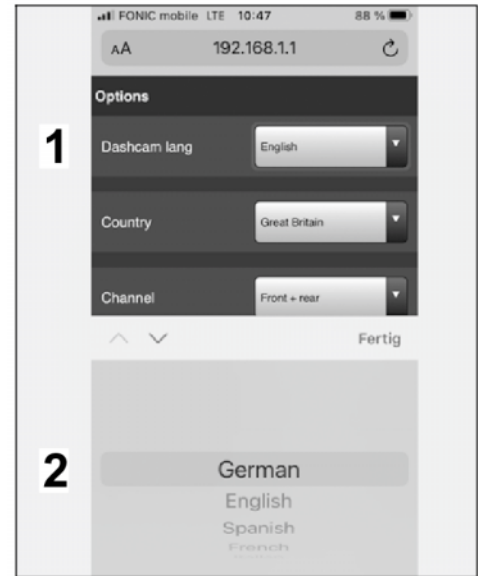 FONIC mobile LTE 10:47 88 %
AA 192.168.1.1
Options
1 Dashcam lang English
Country Great Britain
Channel Front + rear
Fertig
2 German
English
Spanish
French